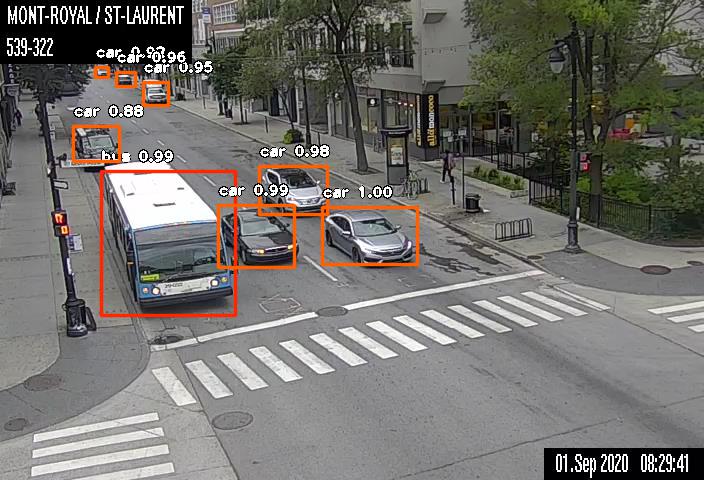 MONT-ROYAL / ST-LAURENT
539-322
car 0.96
car 0.95
car 0.88
bus 0.99
car 0.98
car 0.99
car 1.00
01.Sep 2020 08:29:41